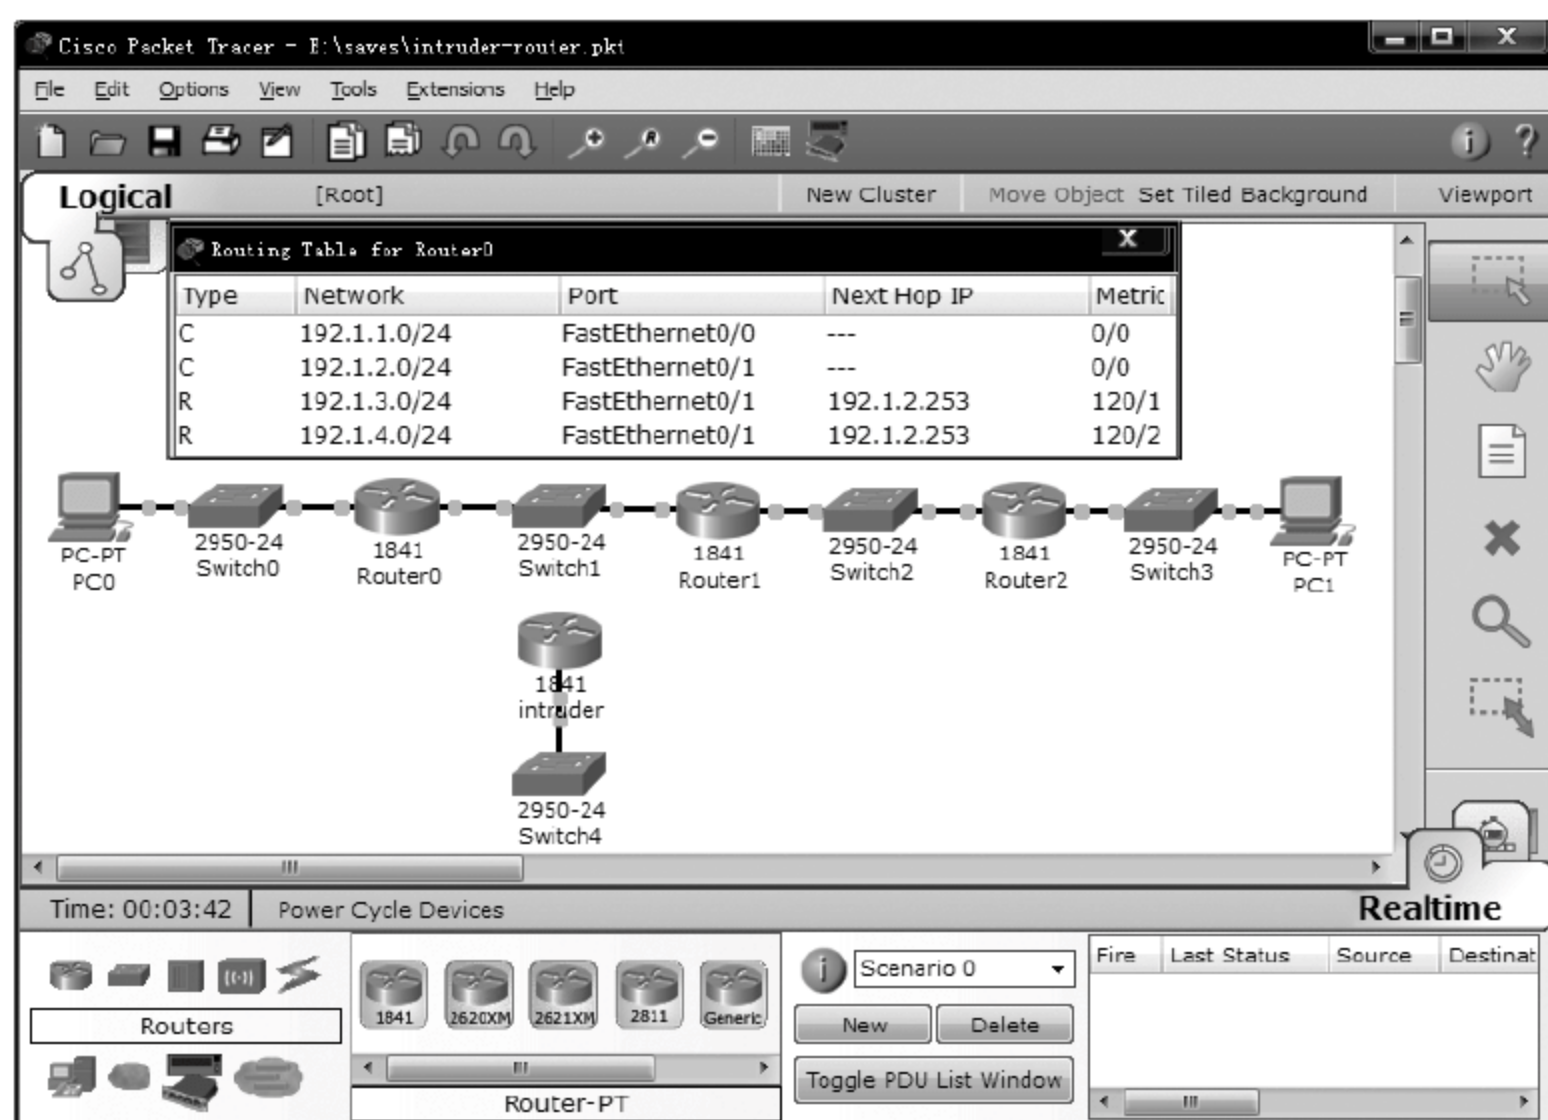 Cisco Packet Tracer - E:\saves\intruder-router.pkt
File Edit Options View Tools Extensions Help
Logical [Root] New Cluster Move Object Set Tiled Background Viewport
Routing Table for Router0
Type Network Port Next Hop IP Metric
C 192.1.1.0/24 FastEthernet0/0 --- 0/0
C 192.1.2.0/24 FastEthernet0/1 --- 0/0
R 192.1.3.0/24 FastEthernet0/1 192.1.2.253 120/1
R 192.1.4.0/24 FastEthernet0/1 192.1.2.253 120/2
PC-PT
PC0
2950-24
Switch0
1841
Router0
2950-24
Switch1
1841
Router1
2950-24
Switch2
1841
Router2
2950-24
Switch3
PC-PT
PC1
1841
intruder
2950-24
Switch4
Time: 00:03:42 Power Cycle Devices Realtime
Routers
1841 2620XM 2621XM 2811 Generic
Router-PT
Scenario 0
New Delete
Toggle PDU List Window
Fire Last Status Source Destinat